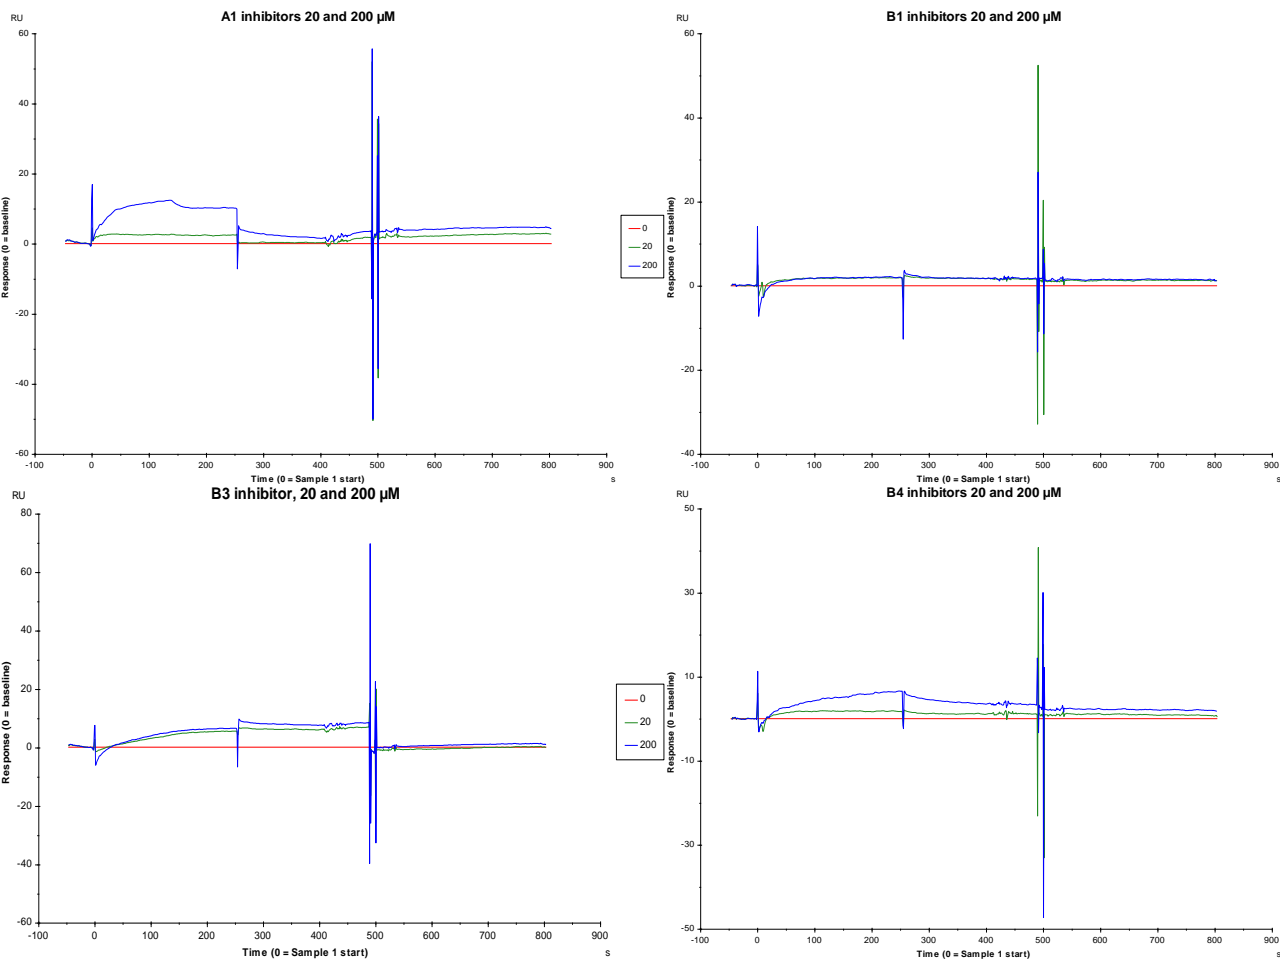 A1 inhibitors 20 and 200 µM
RU
60
40
20
0
-20
-40
-60
-100 0 100 200 300 400 500 600 700 800 900
Response (0 = baseline)
Time (0 = Sample 1 start)
s
0
20
200
B1 inhibitors 20 and 200 µM
RU
60
40
20
0
-20
-40
-100 0 100 200 300 400 500 600 700 800 900
Response (0 = baseline)
Time (0 = Sample 1 start)
s
B3 inhibitor, 20 and 200 µM
RU
80
60
40
20
0
-20
-40
-60
-100 0 100 200 300 400 500 600 700 800 900
Response (0 = baseline)
Time (0 = Sample 1 start)
s
0
20
200
B4 inhibitors 20 and 200 µM
RU
50
30
10
-10
-30
-50
-100 0 100 200 300 400 500 600 700 800 900
Response (0 = baseline)
Time (0 = Sample 1 start)
s